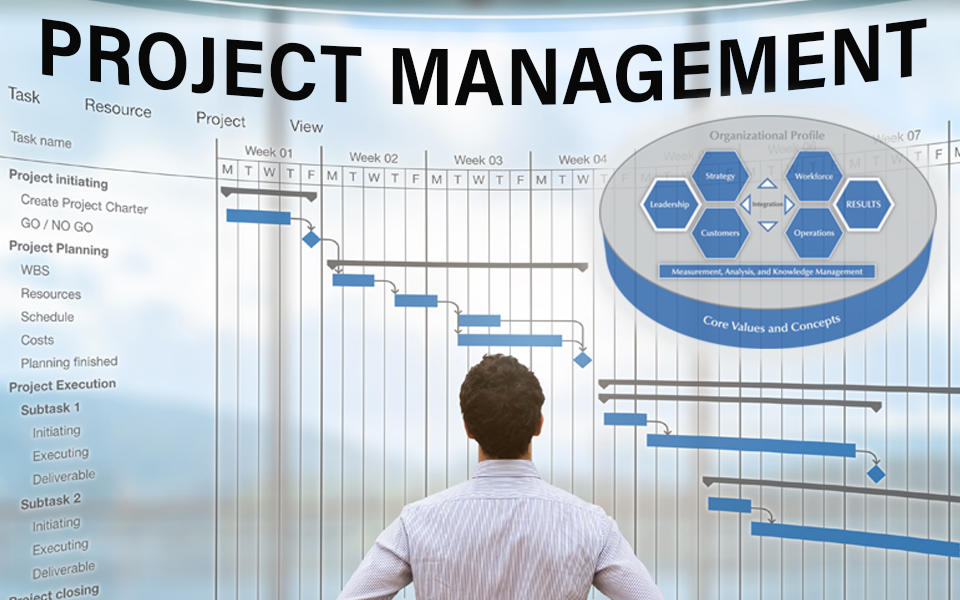 PROJECT MANAGEMENT
Task Resource Project View
Task name
Week 01 Week 02 Week 03 Week 04 Week 07
M T W T F M T W T F M T W T F M T W F M
Project initiating
Create Project Charter
GO / NO GO
Project Planning
WBS
Resources
Schedule
Costs
Planning finished
Project Execution
Subtask 1
Initiating
Executing
Deliverable
Subtask 2
Initiating
Executing
Deliverable
Project closing
Organizational Profile
Strategy Workforce
Leadership Integration RESULTS
Customers Operations
Measurement, Analysis, and Knowledge Management
Core Values and Concepts